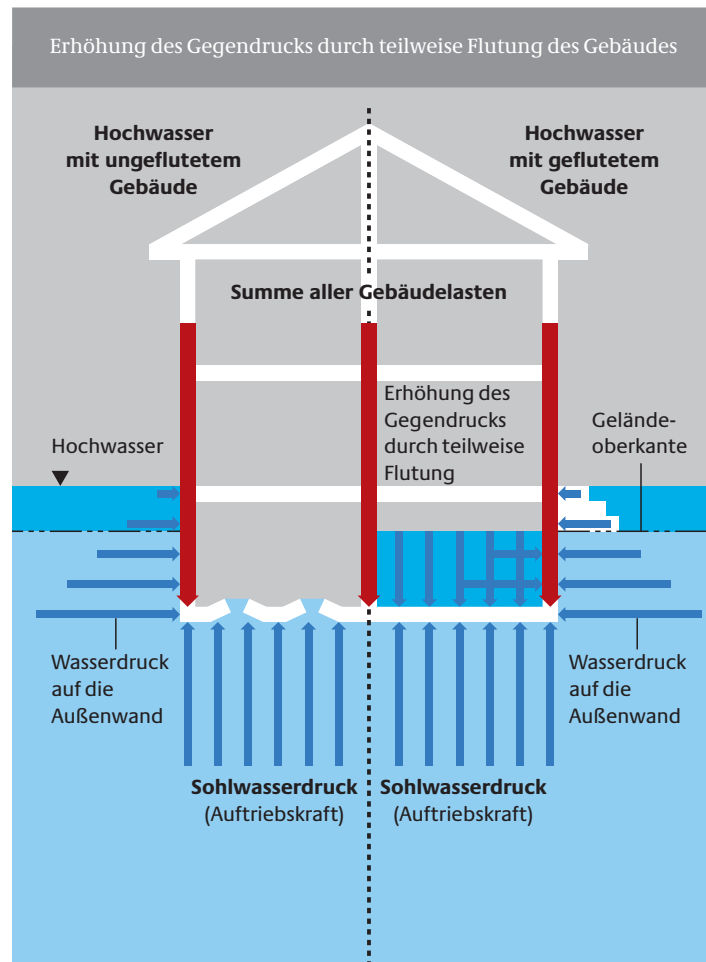 Erhöhung des Gegendrucks durch teilweise Flutung des Gebäudes
Hochwasser
mit ungeflutetem
Gebäude
Hochwasser
mit geflutetem
Gebäude
Summe aller Gebäudelasten
Erhöhung des
Gegendrucks
durch teilweise
Flutung
Hochwasser
Gelände-
oberkante
Wasserdruck
auf die
Außenwand
Wasserdruck
auf die
Außenwand
Sohlwasserdruck
(Auftriebskraft)
Sohlwasserdruck
(Auftriebskraft)